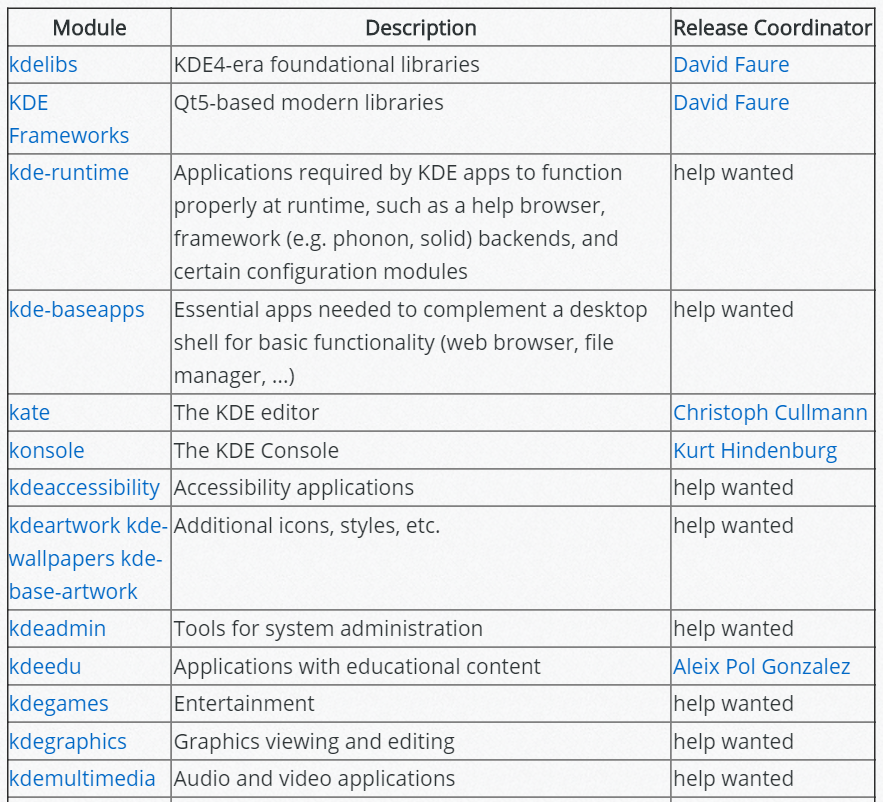 Module Description Release Coordinator
kdelibs KDE4-era foundational libraries David Faure
KDE Qt5-based modern libraries David Faure
Frameworks
kde-runtime Applications required by KDE apps to function help wanted
properly at runtime, such as a help browser,
framework (e.g. phonon, solid) backends, and
certain configuration modules
kde-baseapps Essential apps needed to complement a desktop help wanted
shell for basic functionality (web browser, file
manager, ...)
kate The KDE editor Christoph Cullmann
konsole The KDE Console Kurt Hindenburg
kdeaccessibility Accessibility applications help wanted
kdeartwork kde- Additional icons, styles, etc. help wanted
wallpapers kde-
base-artwork
kdeadmin Tools for system administration help wanted
kdeedu Applications with educational content Aleix Pol Gonzalez
kdegames Entertainment help wanted
kdegraphics Graphics viewing and editing help wanted
kdemultimedia Audio and video applications help wanted